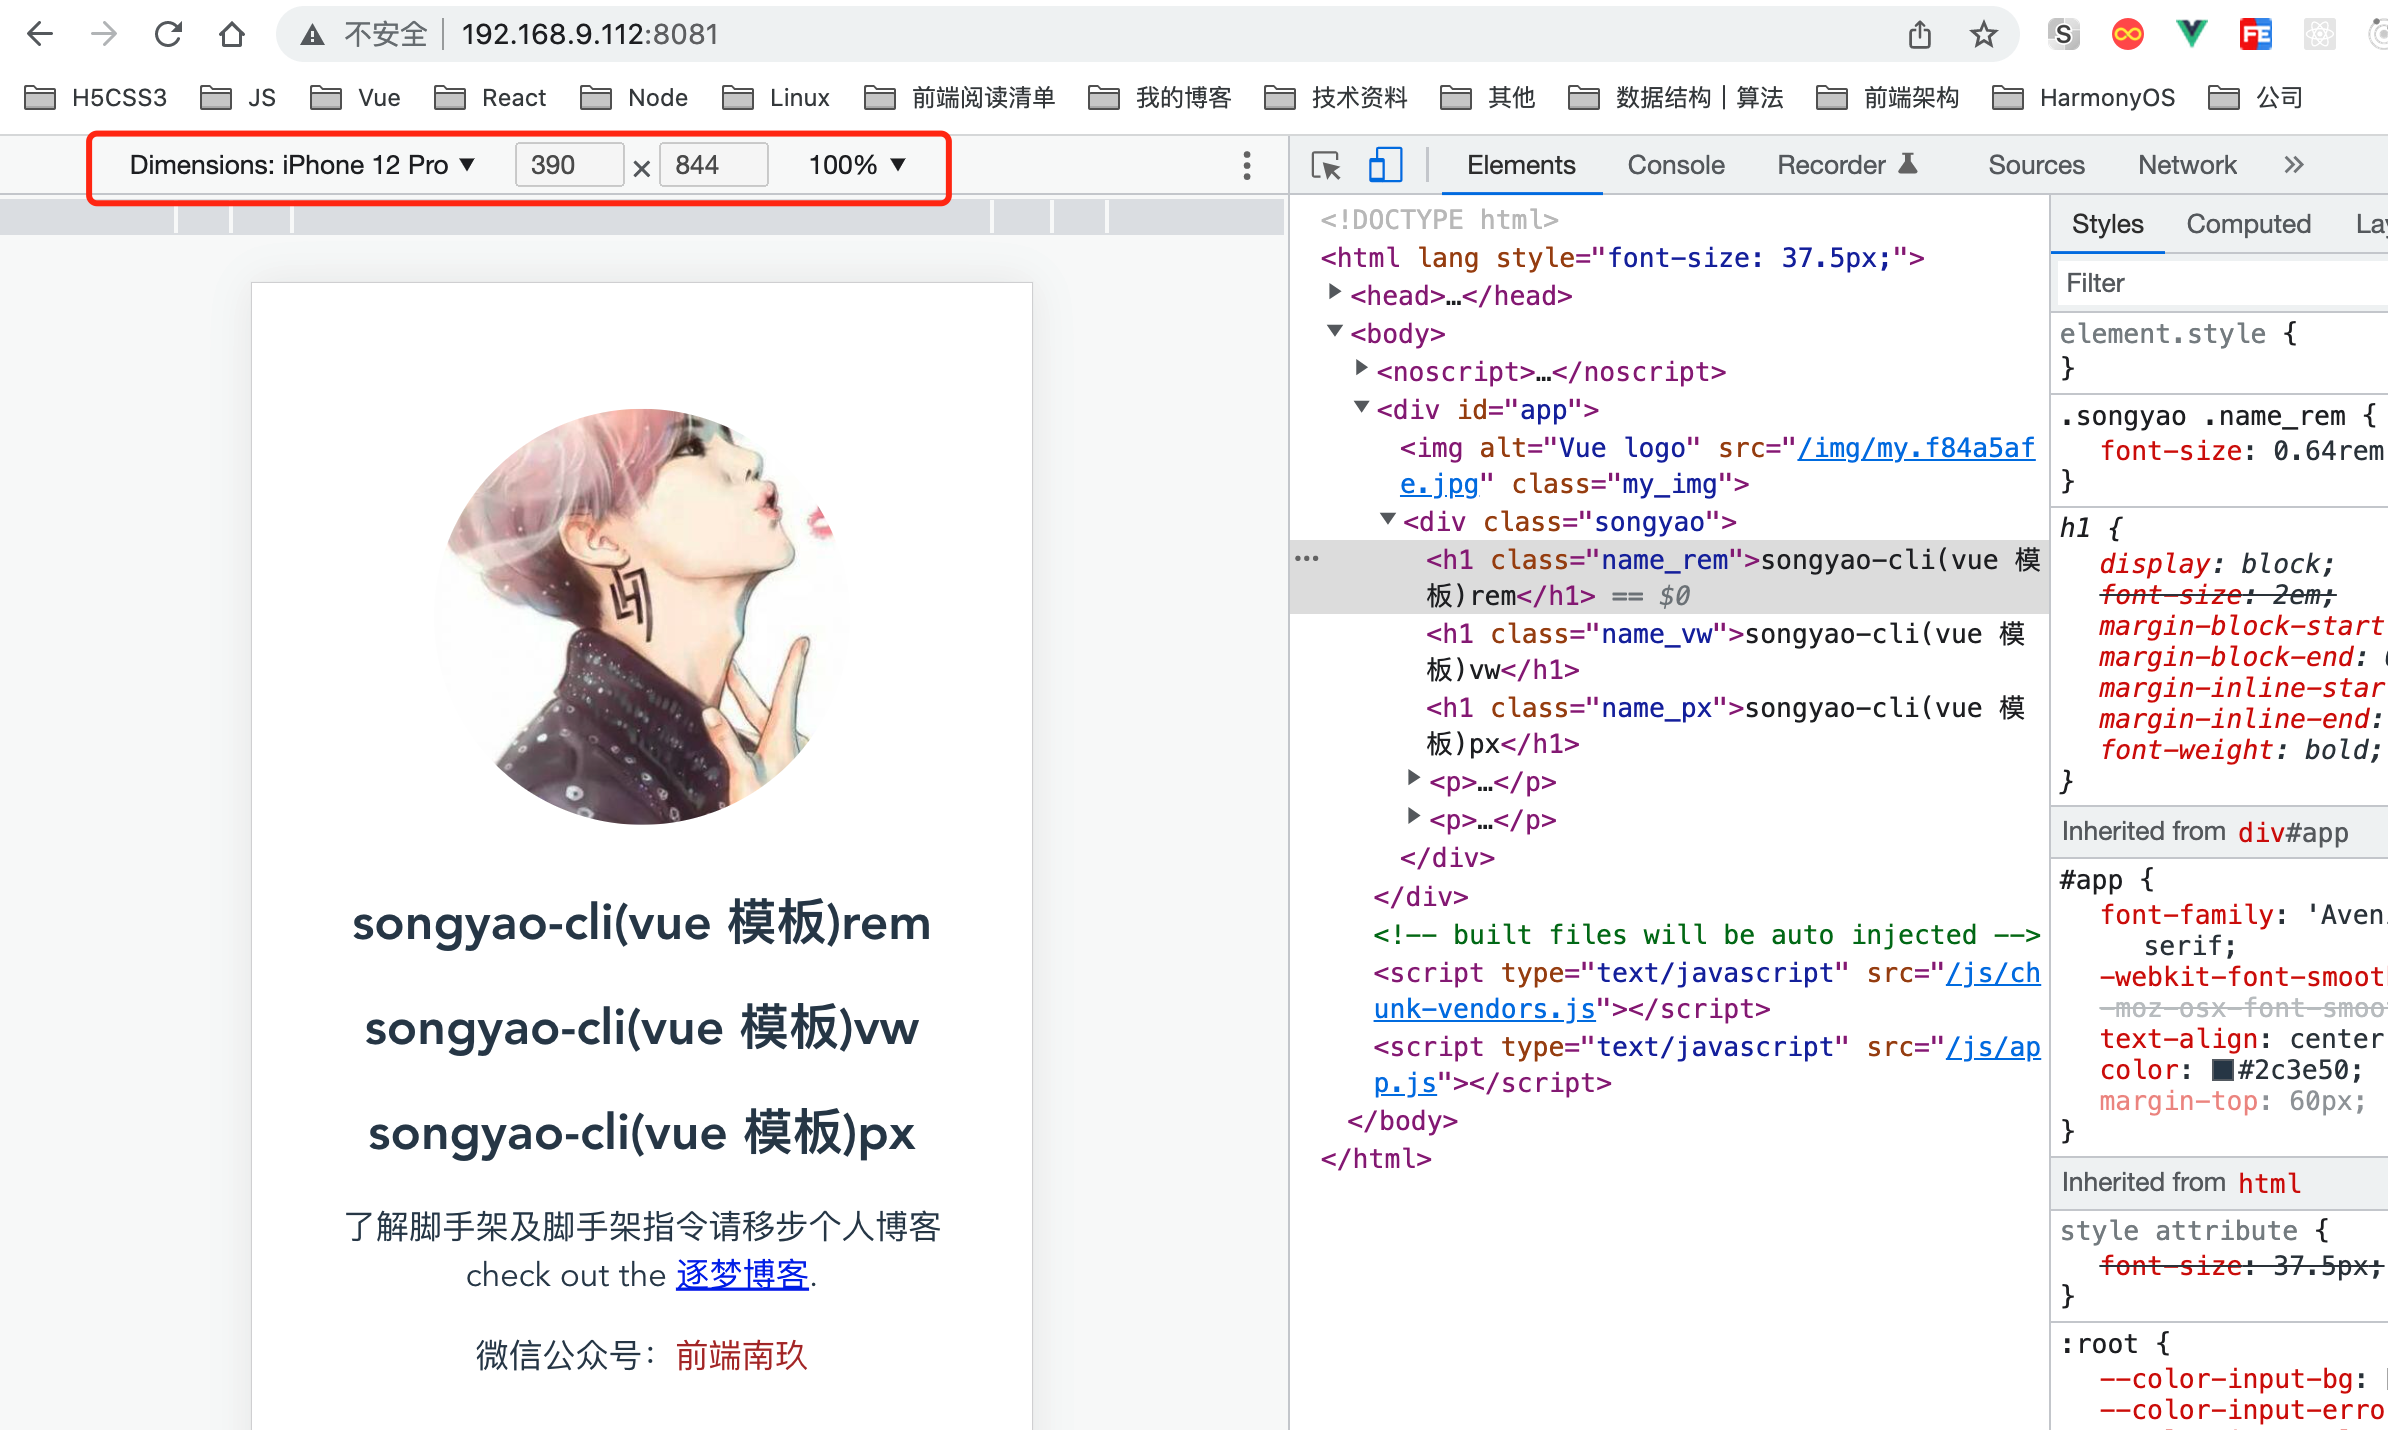 不安全 192.168.9.112:8081
H5CSS3 JS Vue React Node Linux 前端阅读清单 我的博客 技术资料 其他 数据结构 | 算法 前端架构 HarmonyOS 公司
Dimensions: iPhone 12 Pro ▼ 390 × 844 100% ▼
Elements Console Recorder Sources Network »
songyao-cli(vue 模板)rem
songyao-cli(vue 模板)vw
songyao-cli(vue 模板)px
了解脚手架及脚手架指令请移步个人博客
check out the 逐梦博客.
微信公众号：前端南玖
<!DOCTYPE html>
<html lang style="font-size: 37.5px;">
<head>…</head>
<body>
<noscript>…</noscript>
<div id="app">
<img alt="Vue logo" src="/img/my.f84a5af
e.jpg" class="my_img">
<div class="songyao">
<h1 class="name_rem">songyao-cli(vue 模
板)rem</h1> == $0
<h1 class="name_vw">songyao-cli(vue 模
板)vw</h1>
<h1 class="name_px">songyao-cli(vue 模
板)px</h1>
<p>…</p>
<p>…</p>
</div>
</div>
<!-- built files will be auto injected -->
<script type="text/javascript" src="/js/ch
unk-vendors.js"></script>
<script type="text/javascript" src="/js/ap
p.js"></script>
</body>
</html>
Styles Computed Lay
Filter
element.style {
}
.songyao .name_rem {
font-size: 0.64rem
}
h1 {
display: block;
font-size: 2em;
margin-block-start
margin-block-end:
margin-inline-star
margin-inline-end:
font-weight: bold;
}
Inherited from div#app
#app {
font-family: 'Aven
serif;
-webkit-font-smoot
-moz-osx-font-smoo
text-align: center
color: #2c3e50;
margin-top: 60px;
}
Inherited from html
style attribute {
font-size: 37.5px;
}
:root {
--color-input-bg:
--color-input-erro